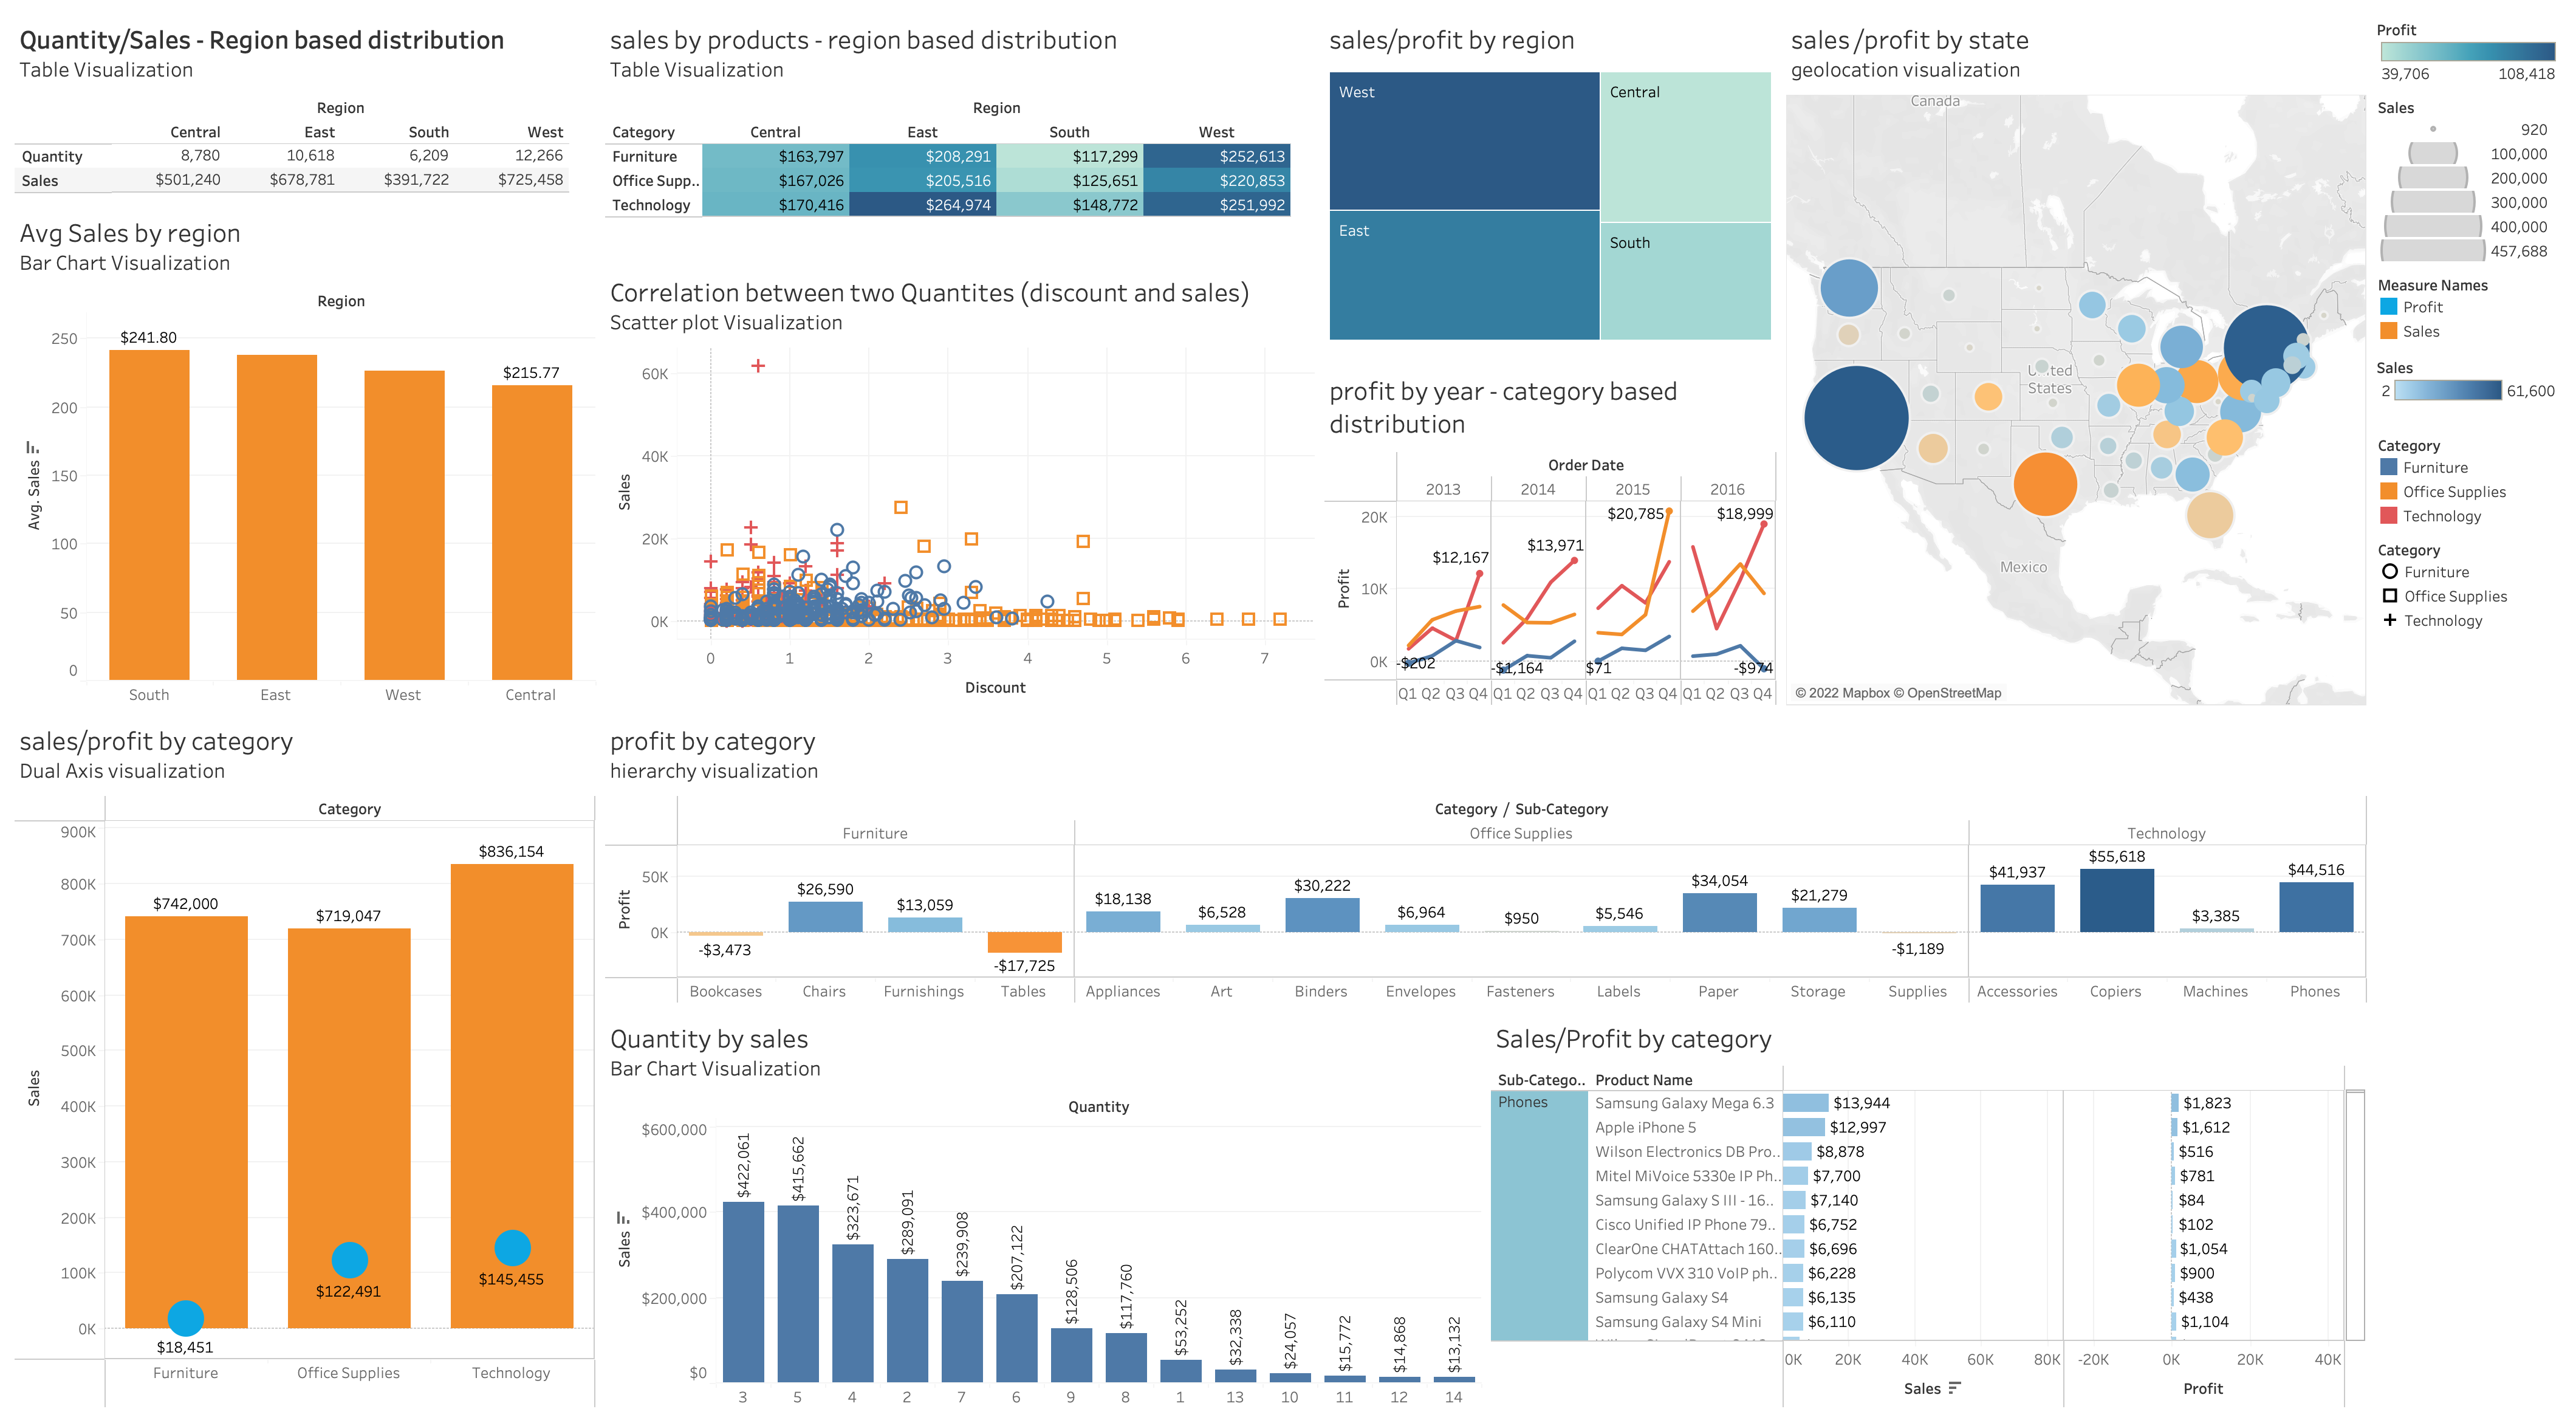 Quantity/Sales - Region based distribution
Table Visualization
Region
Central East South West
Quantity 8,780 10,618 6,209 12,266
Sales $501,240 $678,781 $391,722 $725,458
Avg Sales by region
Bar Chart Visualization
Region
Avg. Sales
250
200
150
100
50
0
$241.80
$215.77
South East West Central
sales by products - region based distribution
Table Visualization
Region
Category Central East South West
Furniture $163,797 $208,291 $117,299 $252,613
Office Supp.. $167,026 $205,516 $125,651 $220,853
Technology $170,416 $264,974 $148,772 $251,992
Correlation between two Quantites (discount and sales)
Scatter plot Visualization
Sales
60K
40K
20K
0K
0 1 2 3 4 5 6 7
Discount
sales/profit by region
West
Central
East
South
profit by year - category based
distribution
Order Date
2013 2014 2015 2016
Profit
20K
10K
0K
$12,167
$13,971
$20,785
$18,999
-$202
-$1,164
$71
-$974
Q1 Q2 Q3 Q4 Q1 Q2 Q3 Q4 Q1 Q2 Q3 Q4 Q1 Q2 Q3 Q4
sales /profit by state
geolocation visualization
Canada
United
States
Mexico
© 2022 Mapbox © OpenStreetMap
Profit
39,706 108,418
Sales
920
100,000
200,000
300,000
400,000
457,688
Measure Names
Profit
Sales
Sales
2 61,600
Category
Furniture
Office Supplies
Technology
Category
Furniture
Office Supplies
Technology
sales/profit by category
Dual Axis visualization
Category
Sales
900K
800K
700K
600K
500K
400K
300K
200K
100K
0K
$742,000
$719,047
$836,154
$18,451
$122,491
$145,455
Furniture Office Supplies Technology
profit by category
hierarchy visualization
Category / Sub-Category
Furniture Office Supplies Technology
Profit
50K
0K
-$3,473 $26,590 $13,059 -$17,725 $18,138 $6,528 $30,222 $6,964 $950 $5,546 $34,054 $21,279 -$1,189 $41,937 $55,618 $3,385 $44,516
Bookcases Chairs Furnishings Tables Appliances Art Binders Envelopes Fasteners Labels Paper Storage Supplies Accessories Copiers Machines Phones
Quantity by sales
Bar Chart Visualization
Quantity
Sales
$600,000
$400,000
$200,000
$0
$422,061 $415,662 $323,671 $289,091 $239,908 $207,122 $128,506 $117,760 $53,252 $32,338 $24,057 $15,772 $14,868 $13,132
3 5 4 2 7 6 9 8 1 13 10 11 12 14
Sales/Profit by category
Sub-Catego.. Product Name
Phones
Samsung Galaxy Mega 6.3 $13,944 $1,823
Apple iPhone 5 $12,997 $1,612
Wilson Electronics DB Pro.. $8,878 $516
Mitel MiVoice 5330e IP Ph.. $7,700 $781
Samsung Galaxy S III - 16.. $7,140 $84
Cisco Unified IP Phone 79.. $6,752 $102
ClearOne CHATAttach 160.. $6,696 $1,054
Polycom VVX 310 VoIP ph.. $6,228 $900
Samsung Galaxy S4 $6,135 $438
Samsung Galaxy S4 Mini $6,110 $1,104
0K 20K 40K 60K 80K -20K 0K 20K 40K
Sales Profit